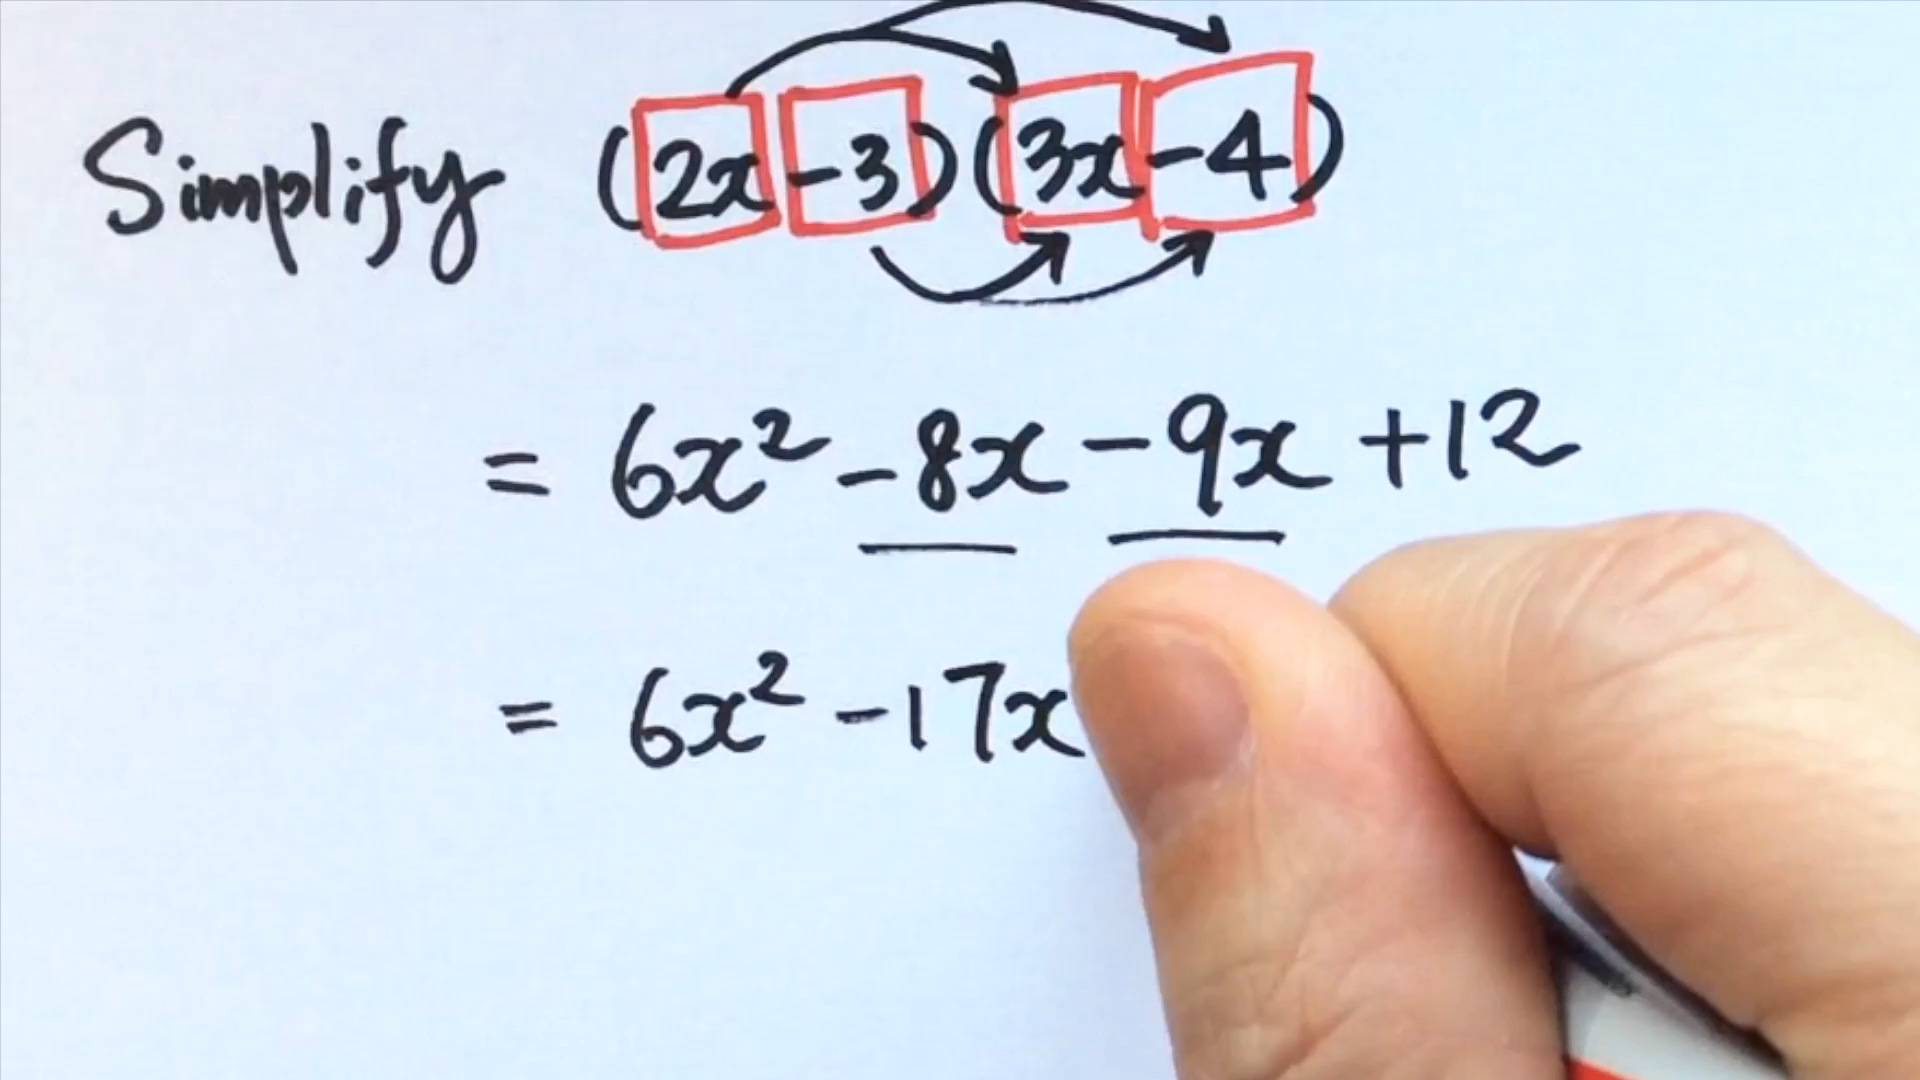 Simplify (2x-3)(3x-4)
= 6x² - 8x - 9x + 12
= 6x² - 17x